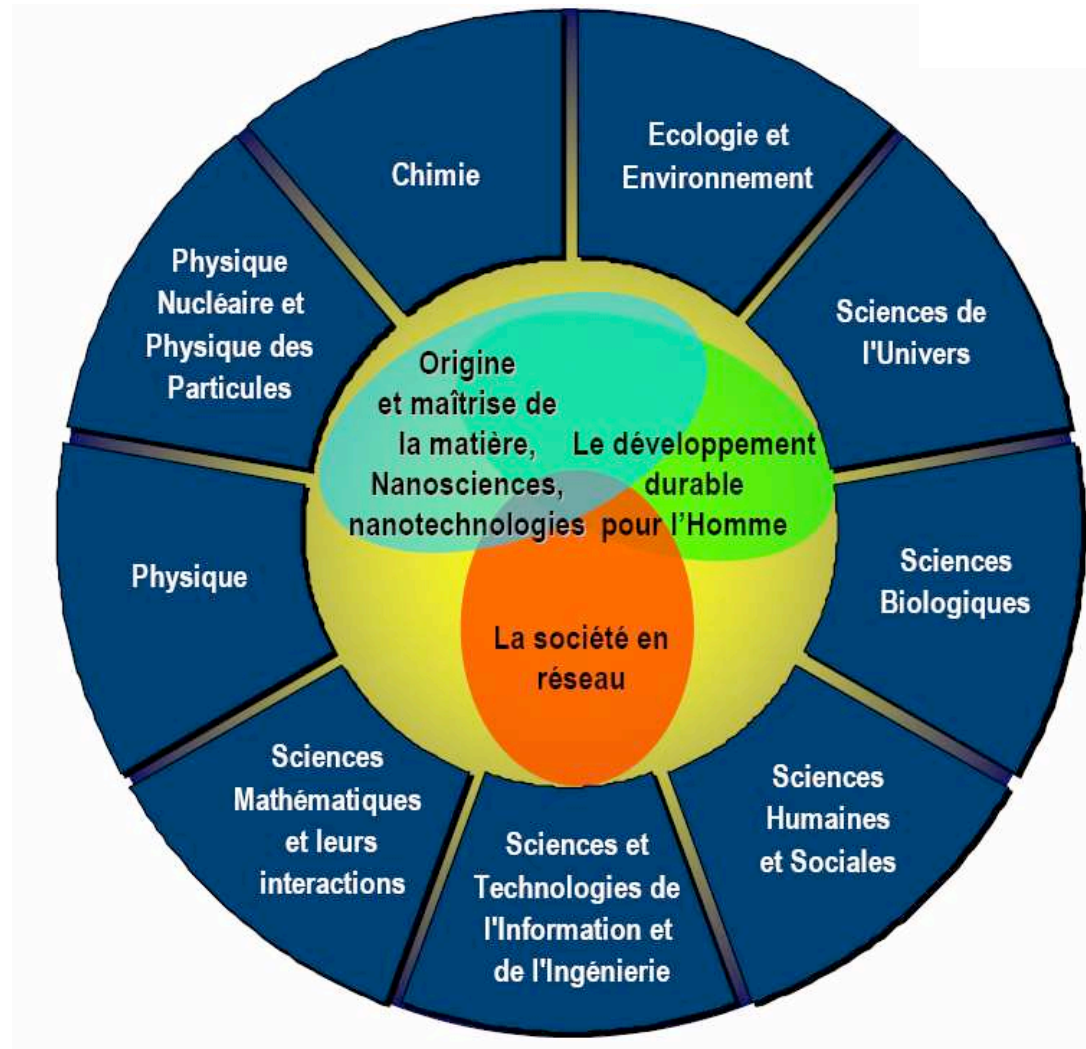 Chimie
Ecologie et
Environnement
Sciences de
l'Univers
Sciences
Biologiques
Sciences
Humaines
et Sociales
Sciences et
Technologies de
l'Information et
de l'Ingénierie
Sciences
Mathématiques
et leurs
interactions
Physique
Physique
Nucléaire et
Physique des
Particules
Origine
et maîtrise de
la matière,
Nanosciences,
nanotechnologies
Le développement
durable
pour l’Homme
La société en
réseau